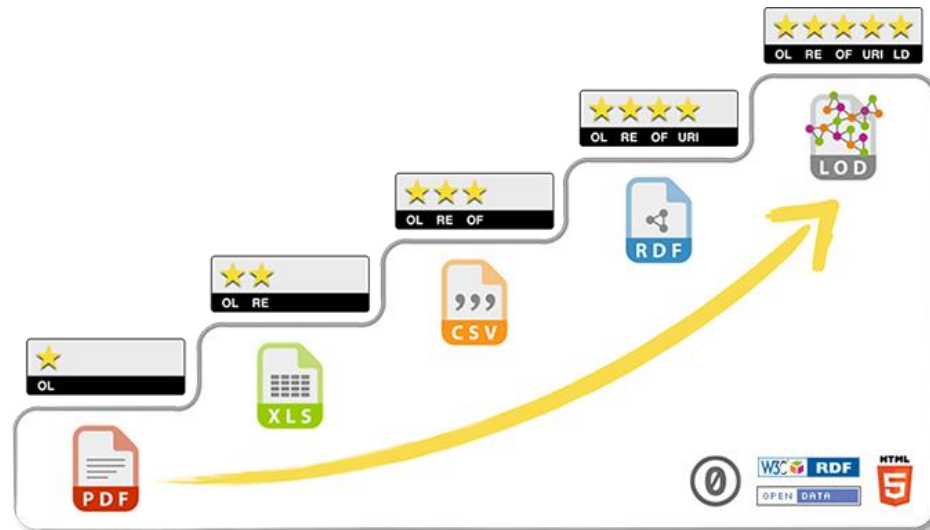 OL RE OF URI LD
OL RE OF URI
LOD
OL RE OF
RDF
OL RE
CSV
OL
XLS
PDF
0
W3C RDF
OPEN DATA
HTML
5